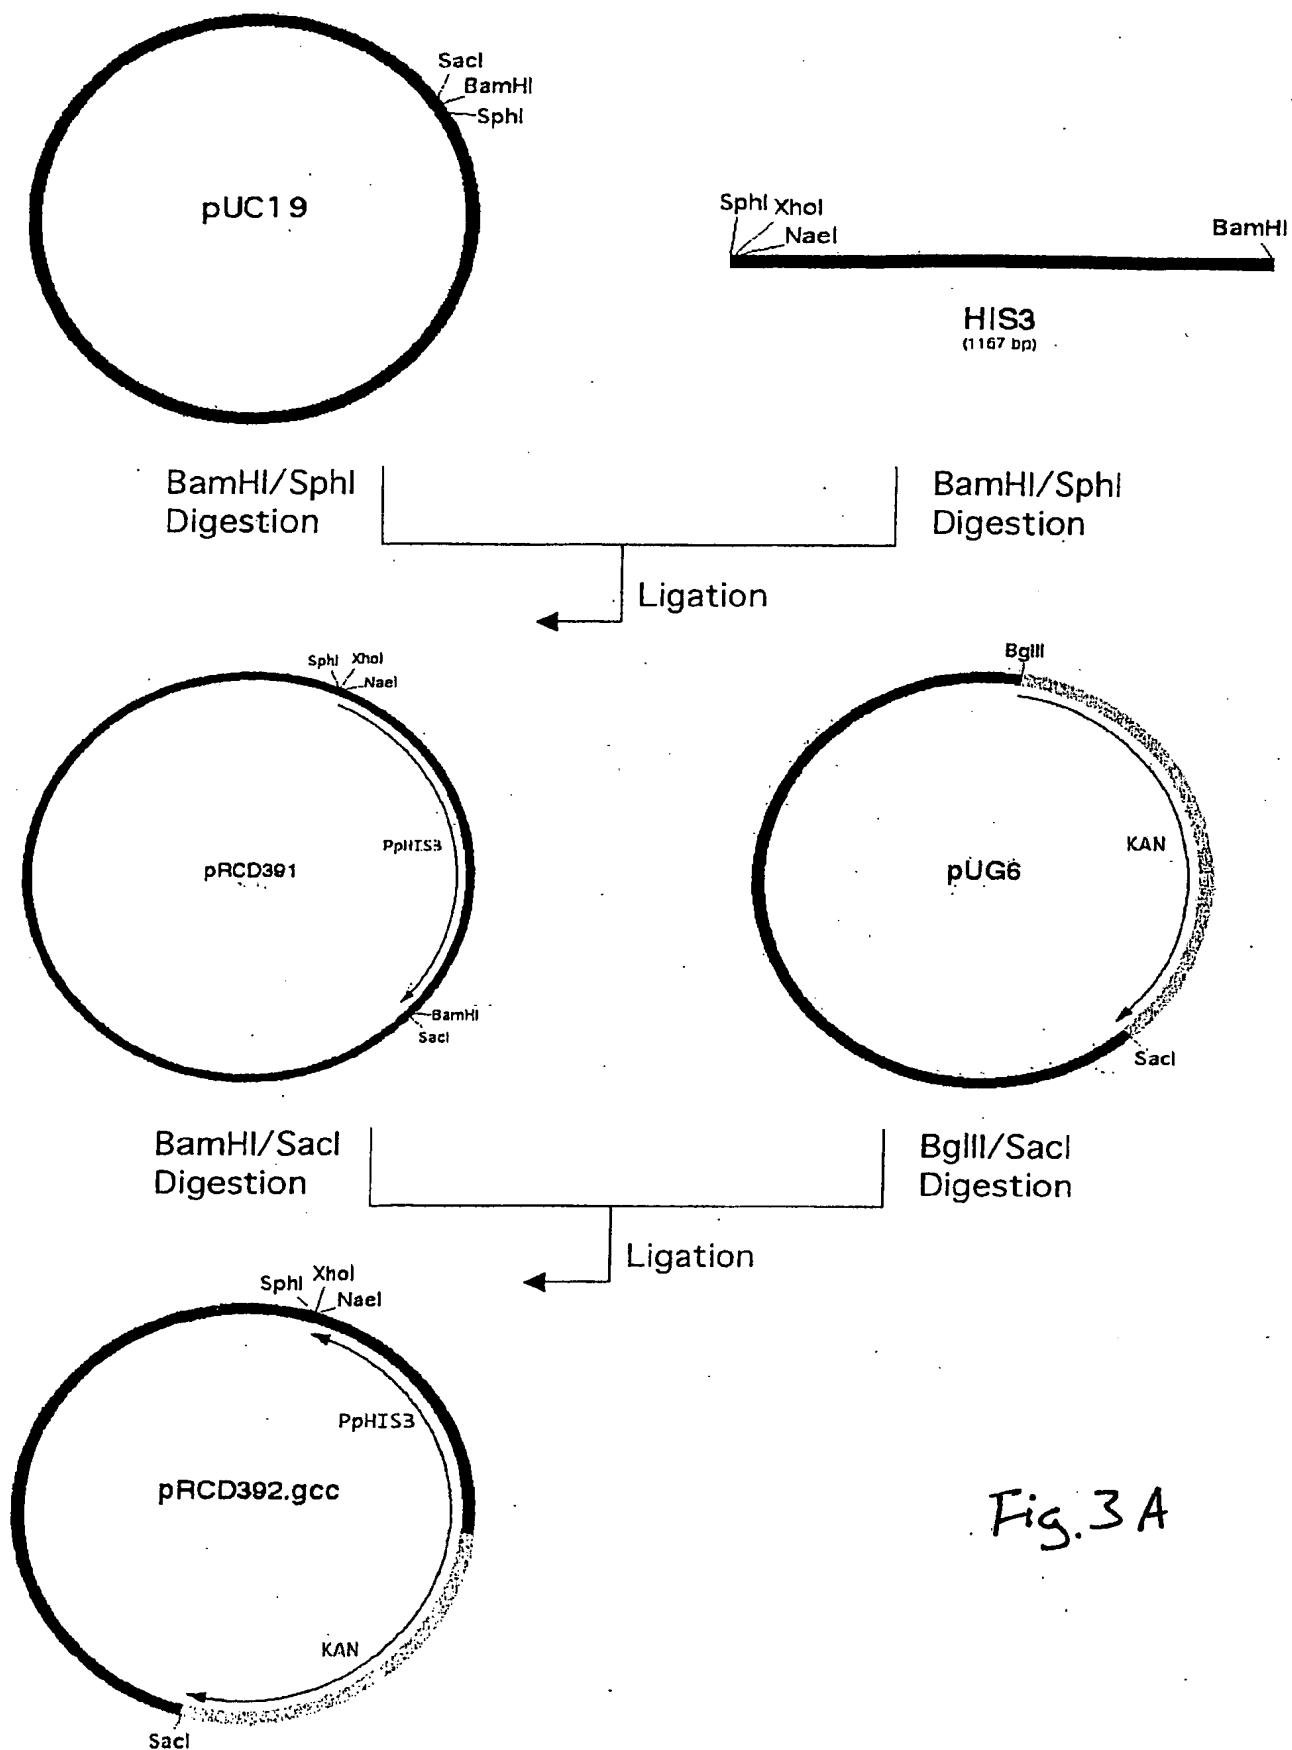 SacI
BamHI
SphI
pUC19
SphI XhoI
NaeI
BamHI
HIS3
(1167 bp)
BamHI/SphI
Digestion
BamHI/SphI
Digestion
Ligation
SphI XhoI
NaeI
PpHIS3
pRCD391
BamHI
SacI
BglII
KAN
pUG6
SacI
BamHI/SacI
Digestion
BglII/SacI
Digestion
Ligation
SphI XhoI
NaeI
PpHIS3
pRCD392.gcc
KAN
SacI
Fig. 3A